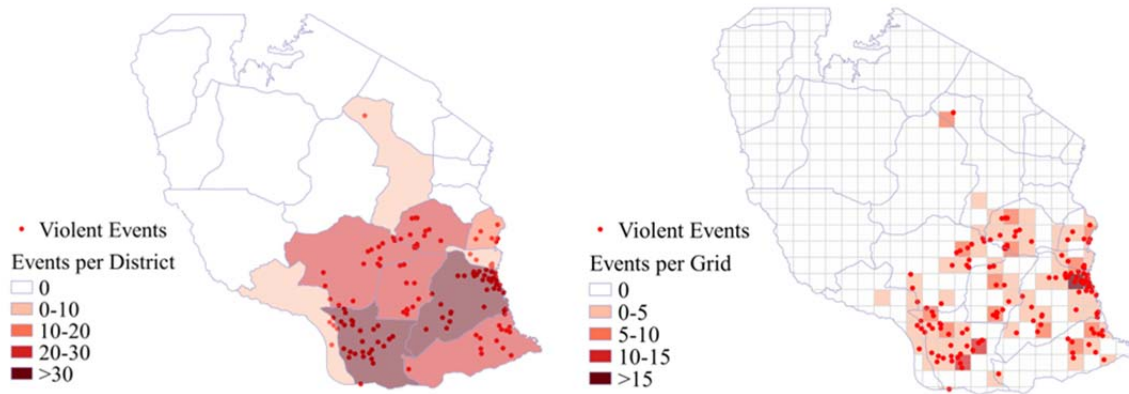 Violent Events
Events per District
0
0-10
10-20
20-30
>30
Violent Events
Events per Grid
0
0-5
5-10
10-15
>15